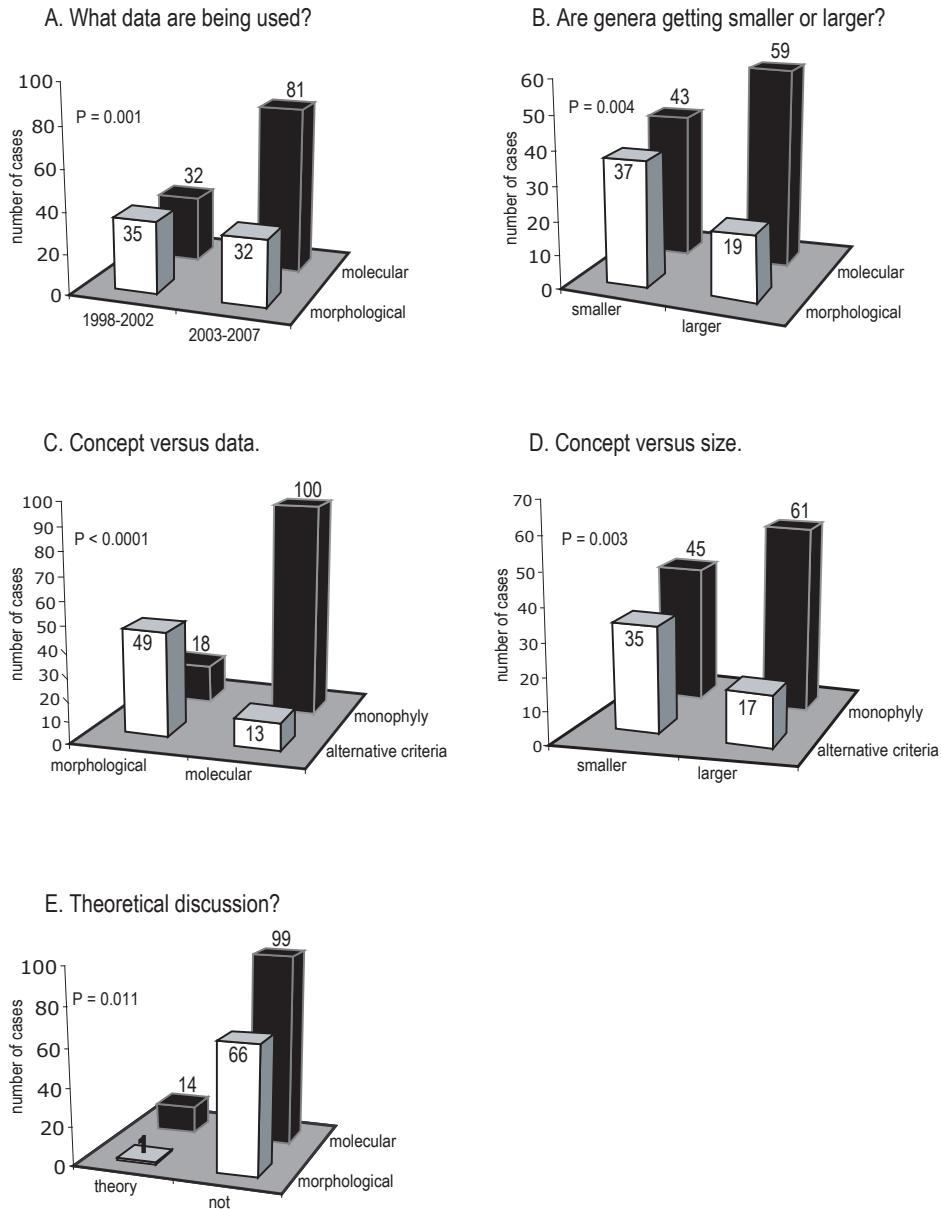 A. What data are being used?
100
80
60
40
20
0
number of cases
P = 0.001
35
32
32
81
1998-2002
2003-2007
molecular
morphological
B. Are genera getting smaller or larger?
60
50
40
30
20
10
0
number of cases
P = 0.004
37
43
19
59
smaller
larger
molecular
morphological
C. Concept versus data.
100
90
80
70
60
50
40
30
20
10
0
number of cases
P < 0.0001
49
18
13
100
morphological
molecular
monophyly
alternative criteria
D. Concept versus size.
70
60
50
40
30
20
10
0
number of cases
P = 0.003
35
45
17
61
smaller
larger
monophyly
alternative criteria
E. Theoretical discussion?
100
80
60
40
20
0
number of cases
P = 0.011
1
14
66
99
theory
not
molecular
morphological